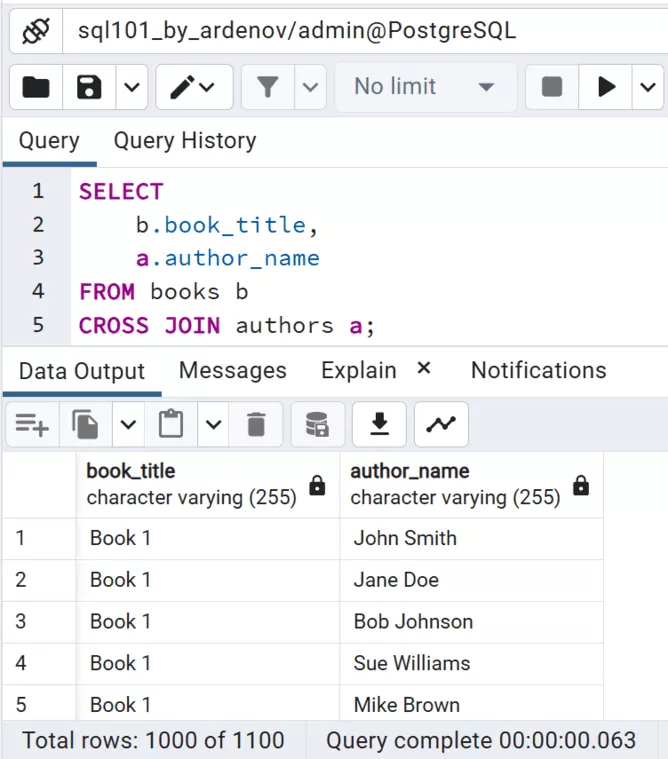 sql101_by_ardenov/admin@PostgreSQL
No limit
Query Query History
1 SELECT
2 b.book_title,
3 a.author_name
4 FROM books b
5 CROSS JOIN authors a;
Data Output Messages Explain × Notifications
book_title author_name
character varying (255) character varying (255)
1 Book 1 John Smith
2 Book 1 Jane Doe
3 Book 1 Bob Johnson
4 Book 1 Sue Williams
5 Book 1 Mike Brown
Total rows: 1000 of 1100 Query complete 00:00:00.063